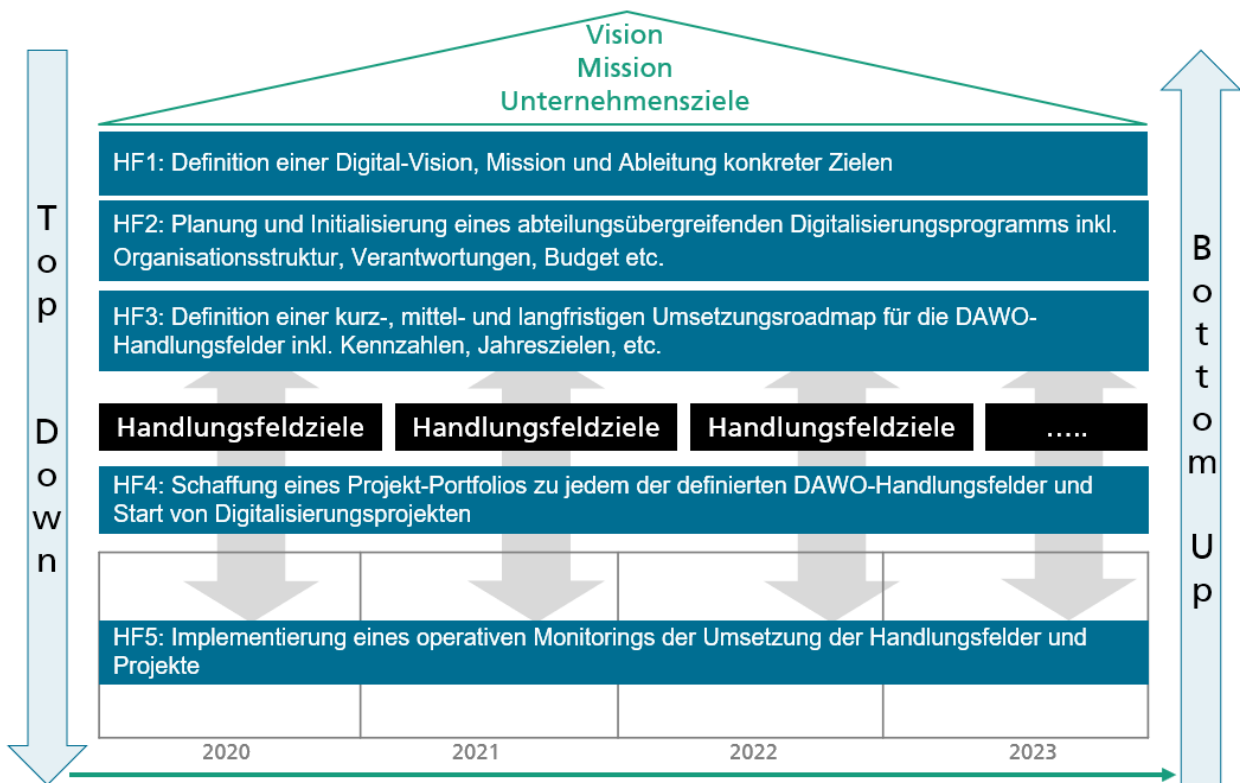 Vision
Mission
Unternehmensziele
Top Down
Bottom Up
HF1: Definition einer Digital-Vision, Mission und Ableitung konkreter Zielen
HF2: Planung und Initialisierung eines abteilungsübergreifenden Digitalisierungsprogramms inkl.
Organisationsstruktur, Verantwortungen, Budget etc.
HF3: Definition einer kurz-, mittel- und langfristigen Umsetzungsroadmap für die DAWO-
Handlungsfelder inkl. Kennzahlen, Jahreszielen, etc.
Handlungsfeldziele
Handlungsfeldziele
Handlungsfeldziele
.....
HF4: Schaffung eines Projekt-Portfolios zu jedem der definierten DAWO-Handlungsfelder und
Start von Digitalisierungsprojekten
HF5: Implementierung eines operativen Monitorings der Umsetzung der Handlungsfelder und
Projekte
2020
2021
2022
2023